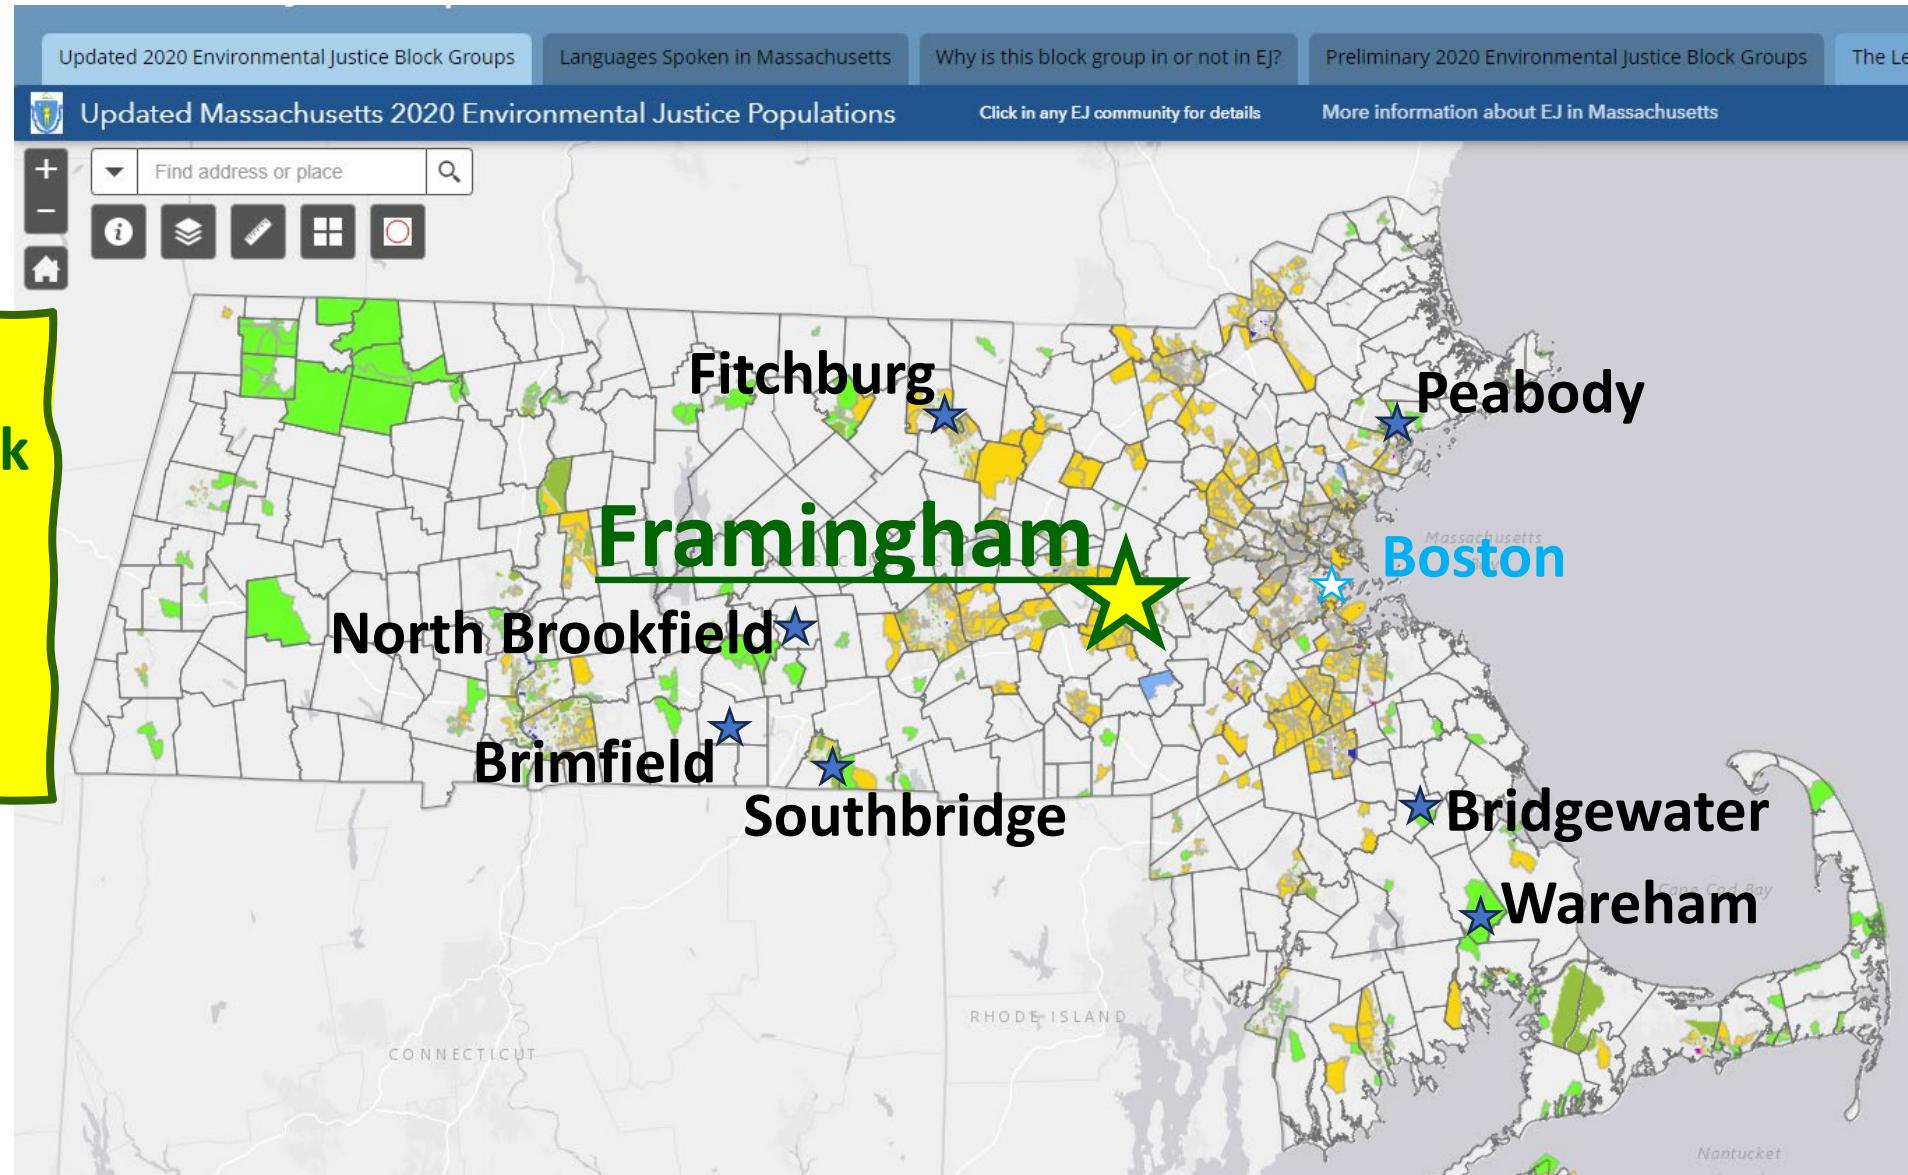 Updated 2020 Environmental Justice Block Groups
Languages Spoken in Massachusetts
Why is this block group in or not in EJ?
Preliminary 2020 Environmental Justice Block Groups
The Le
Updated Massachusetts 2020 Environmental Justice Populations
Click in any EJ community for details
More information about EJ in Massachusetts
Find address or place
Fitchburg
Peabody
k
Framingham
Massachusetts
Boston
North Brookfield
Brimfield
Southbridge
Bridgewater
Cape Cod Bay
Wareham
RHODE ISLAND
CONNECTICUT
Nantucket